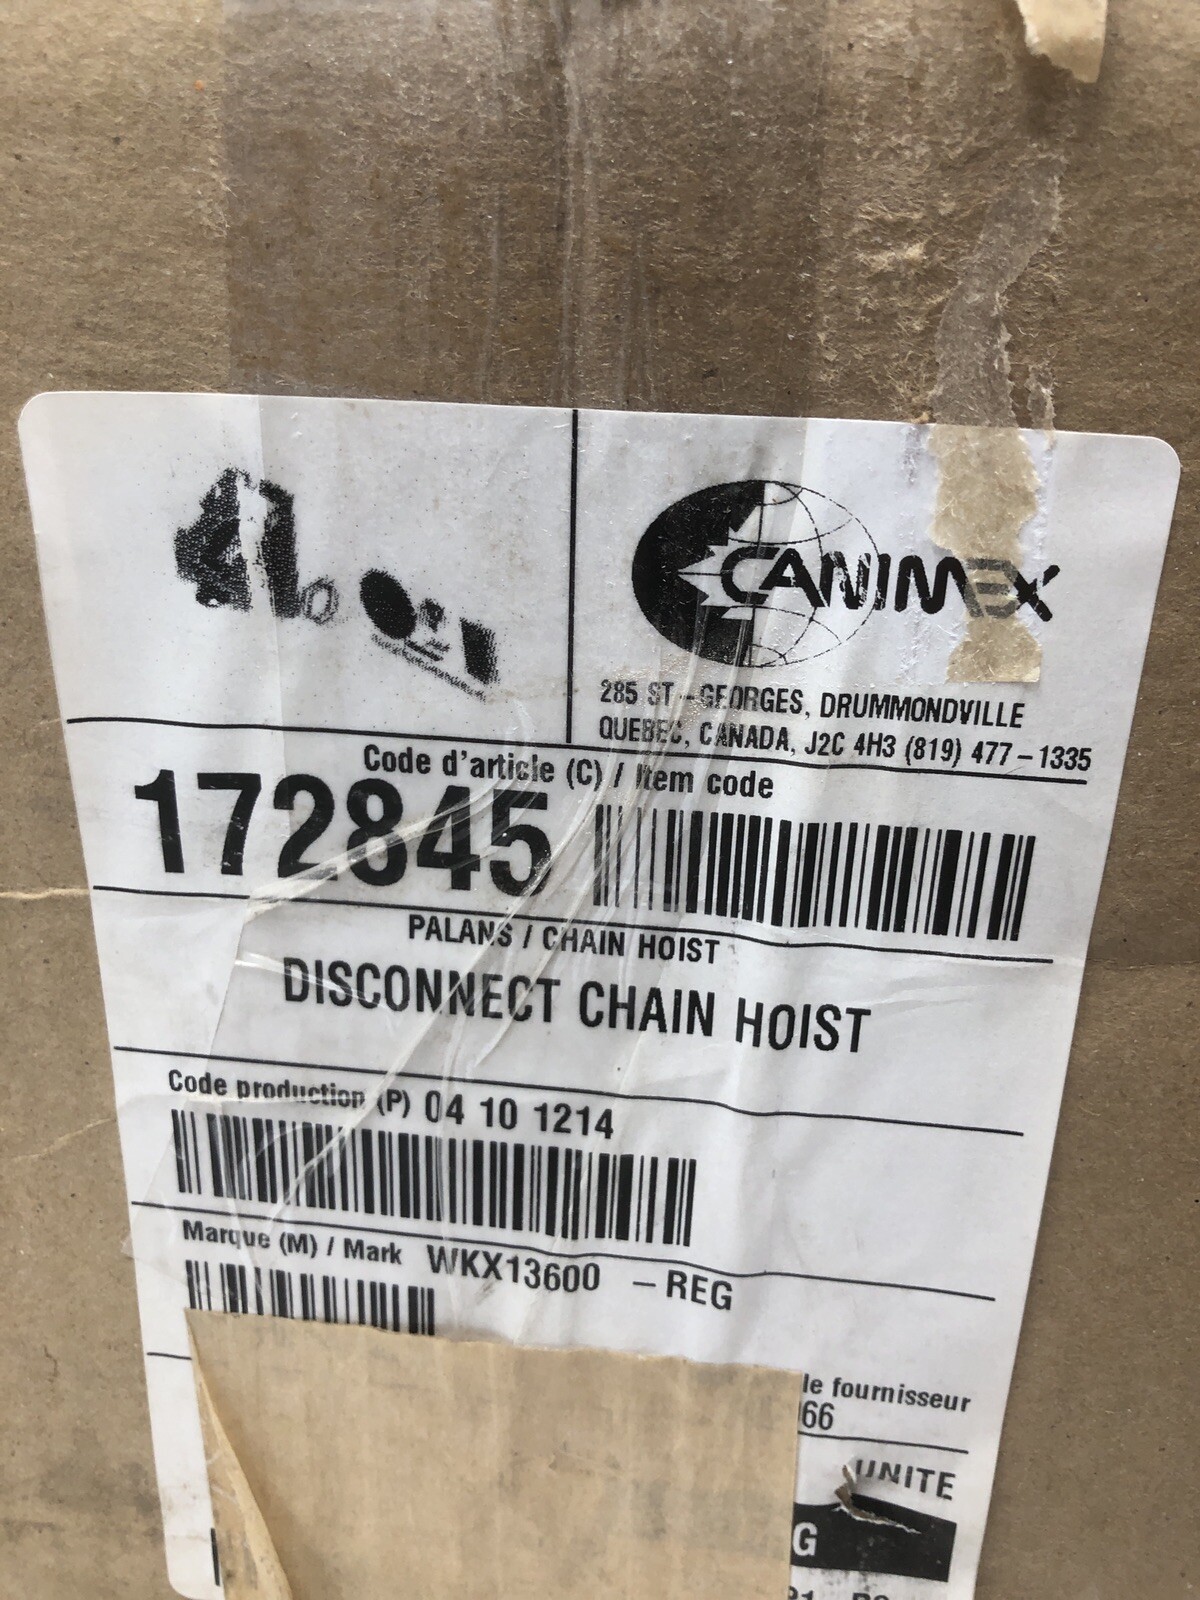 CANIMEX
285 ST-GEORGES, DRUMMONDVILLE
QUEBEC, CANADA, J2C 4H3 (819) 477-1335
Code d'article (C) / Item code
172845
PALANS / CHAIN HOIST
DISCONNECT CHAIN HOIST
Code production (P) 04 10 1214
Marque (M) / Mark WKX13600 -REG
le fournisseur
66
UNITE
G